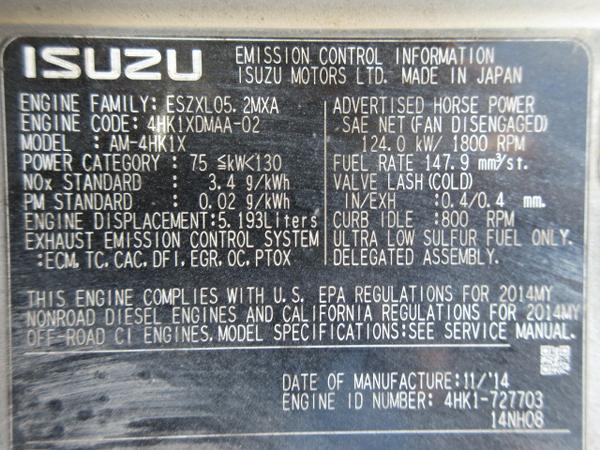 ISUZU EMISSION CONTROL INFORMATION
ISUZU MOTORS LTD. MADE IN JAPAN
ENGINE FAMILY: ESZXL05.2MXA
ENGINE CODE: 4HK1XDMAA-02
MODEL : AM-4HK1X
POWER CATEGORY : 75 ≦kW<130
NOx STANDARD : 3.4 g/kWh
PM STANDARD : 0.02 g/kWh
ENGINE DISPLACEMENT:5.193Liters
EXHAUST EMISSION CONTROL SYSTEM
:ECM, TC, CAC, DFI, EGR, OC, PTOX
ADVERTISED HORSE POWER
SAE NET(FAN DISENGAGED)
124.0 kW/ 1800 RPM
FUEL RATE 147.9 mm³/st.
VALVE LASH(COLD)
IN/EXH :0.4/0.4 mm.
CURB IDLE :800 RPM
ULTRA LOW SULFUR FUEL ONLY.
DELEGATED ASSEMBLY.
THIS ENGINE COMPLIES WITH U.S. EPA REGULATIONS FOR 2014MY
NONROAD DIESEL ENGINES AND CALIFORNIA REGULATIONS FOR 2014MY
OFF-ROAD CI ENGINES.MODEL SPECIFICATIONS:SEE SERVICE MANUAL.
DATE OF MANUFACTURE:11/'14
ENGINE ID NUMBER: 4HK1-727703
14NH08